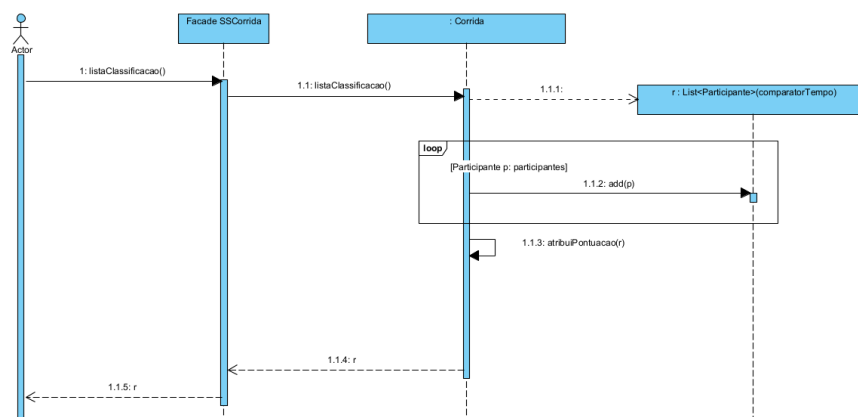 Facade SSCorrida
: Corrida
Actor
1: listaClassificacao()
1.1: listaClassificacao()
1.1.1:
r : List<Participante>(comparatorTempo)
loop
[Participante p: participantes]
1.1.2: add(p)
1.1.3: atribuiPontuacao(r)
1.1.4: r
1.1.5: r